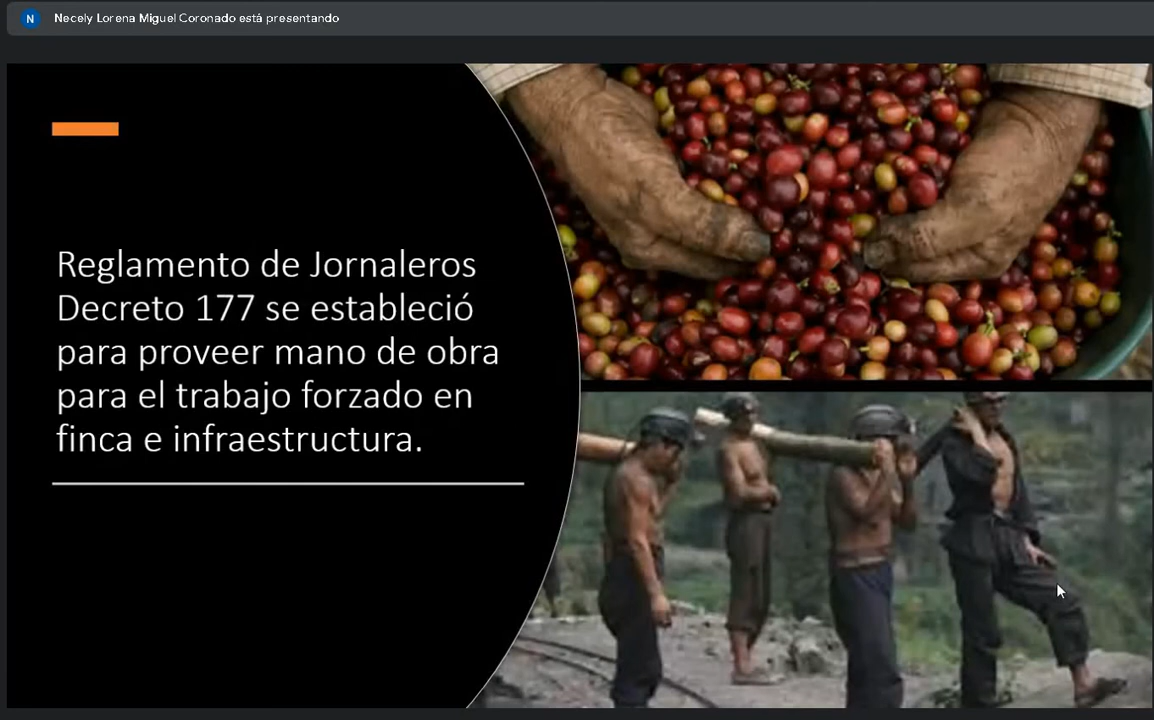 N
Necely Lorena Miguel Coronado está presentando
Reglamento de Jornaleros
Decreto 177 se estableció
para proveer mano de obra
para el trabajo forzado en
finca e infraestructura.